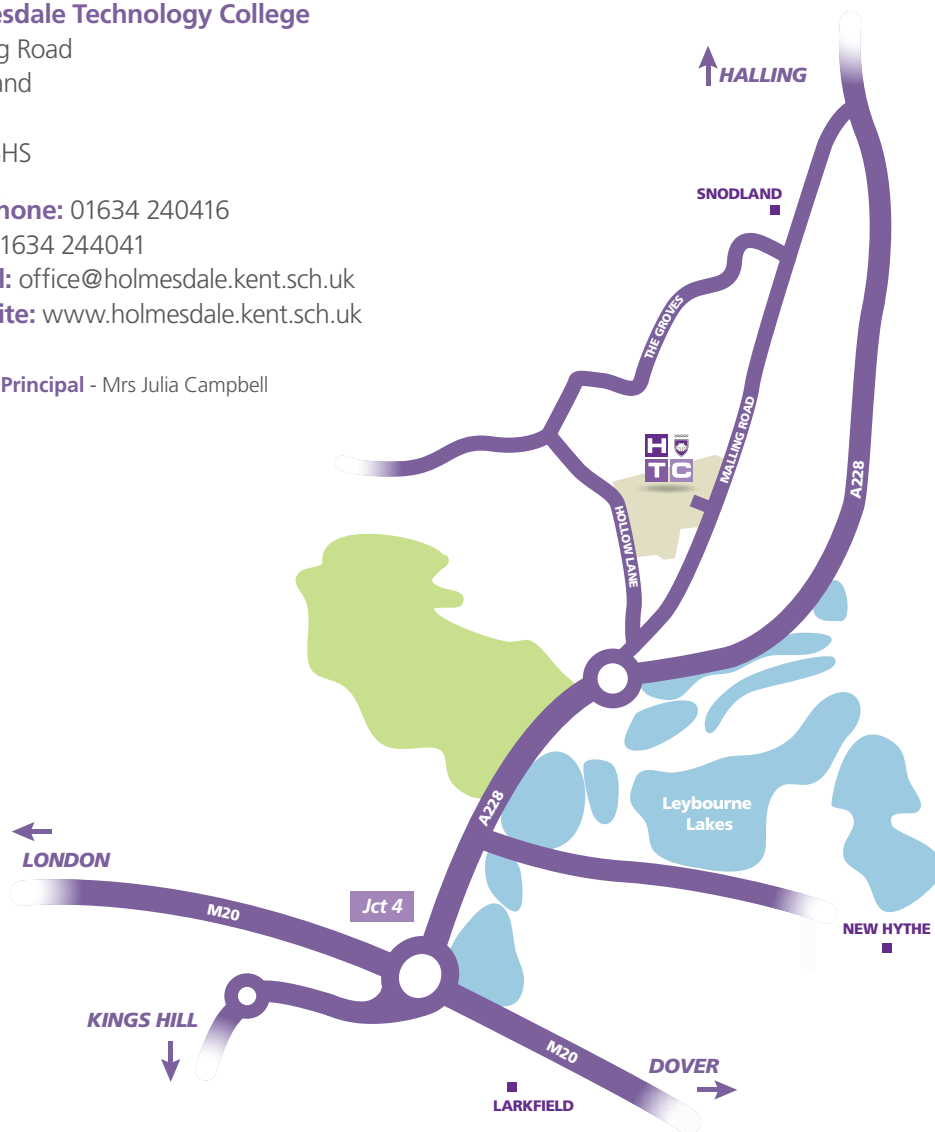 esdale Technology College
g Road
and
HS
hone: 01634 240416
1634 244041
l: office@holmesdale.kent.sch.uk
ite: www.holmesdale.kent.sch.uk
Principal - Mrs Julia Campbell
HALLING
SNODLAND
THE GROVES
MALLING ROAD
H
TC
A228
HOLLOW LANE
A228
Leybourne
Lakes
LONDON
M20
Jct 4
NEW HYTHE
KINGS HILL
M20
DOVER
LARKFIELD